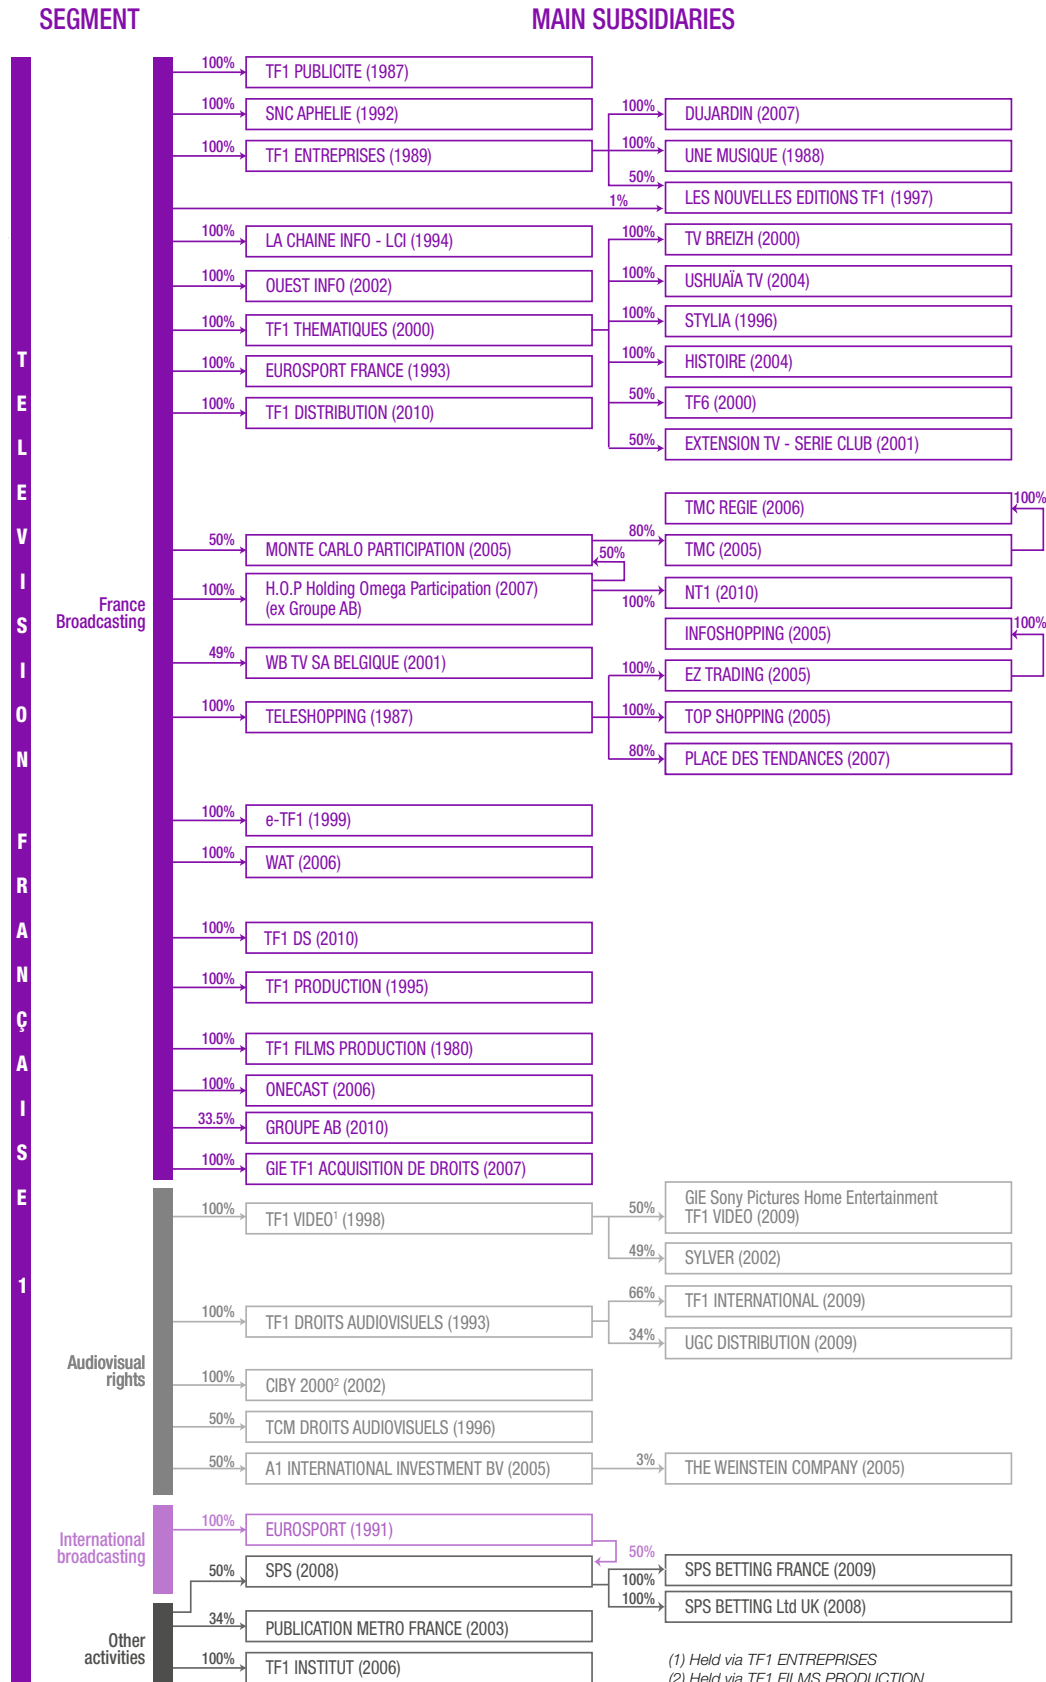 SEGMENT
MAIN SUBSIDIARIES
TELEVISION FRANÇAISE 1
France
Broadcasting
100%
TF1 PUBLICITE (1987)
100%
SNC APHELIE (1992)
100%
TF1 ENTREPRISES (1989)
100%
DUJARDIN (2007)
100%
UNE MUSIQUE (1988)
50%
1%
LES NOUVELLES EDITIONS TF1 (1997)
100%
LA CHAINE INFO - LCI (1994)
100%
OUEST INFO (2002)
100%
TF1 THEMATIQUES (2000)
100%
EUROSPORT FRANCE (1993)
100%
TF1 DISTRIBUTION (2010)
100%
TV BREIZH (2000)
100%
USHUAÏA TV (2004)
100%
STYLIA (1996)
100%
HISTOIRE (2004)
50%
TF6 (2000)
50%
EXTENSION TV - SERIE CLUB (2001)
50%
MONTE CARLO PARTICIPATION (2005)
100%
H.O.P Holding Omega Participation (2007)
(ex Groupe AB)
50%
TMC REGIE (2006)
100%
80%
TMC (2005)
100%
NT1 (2010)
49%
WB TV SA BELGIQUE (2001)
100%
TELESHOPPING (1987)
INFOSHOPPING (2005)
100%
100%
EZ TRADING (2005)
100%
TOP SHOPPING (2005)
80%
PLACE DES TENDANCES (2007)
100%
e-TF1 (1999)
100%
WAT (2006)
100%
TF1 DS (2010)
100%
TF1 PRODUCTION (1995)
100%
TF1 FILMS PRODUCTION (1980)
100%
ONECAST (2006)
33.5%
GROUPE AB (2010)
100%
GIE TF1 ACQUISITION DE DROITS (2007)
Audiovisual
rights
100%
TF1 VIDEO¹ (1998)
50%
GIE Sony Pictures Home Entertainment
TF1 VIDEO (2009)
49%
SYLVER (2002)
100%
TF1 DROITS AUDIOVISUELS (1993)
66%
TF1 INTERNATIONAL (2009)
34%
UGC DISTRIBUTION (2009)
100%
CIBY 2000² (2002)
50%
TCM DROITS AUDIOVISUELS (1996)
50%
A1 INTERNATIONAL INVESTMENT BV (2005)
3%
THE WEINSTEIN COMPANY (2005)
International
broadcasting
100%
EUROSPORT (1991)
50%
50%
SPS (2008)
100%
SPS BETTING FRANCE (2009)
100%
SPS BETTING Ltd UK (2008)
Other
activities
34%
PUBLICATION METRO FRANCE (2003)
100%
TF1 INSTITUT (2006)
(1) Held via TF1 ENTREPRISES
(2) Held via TF1 FILMS PRODUCTION